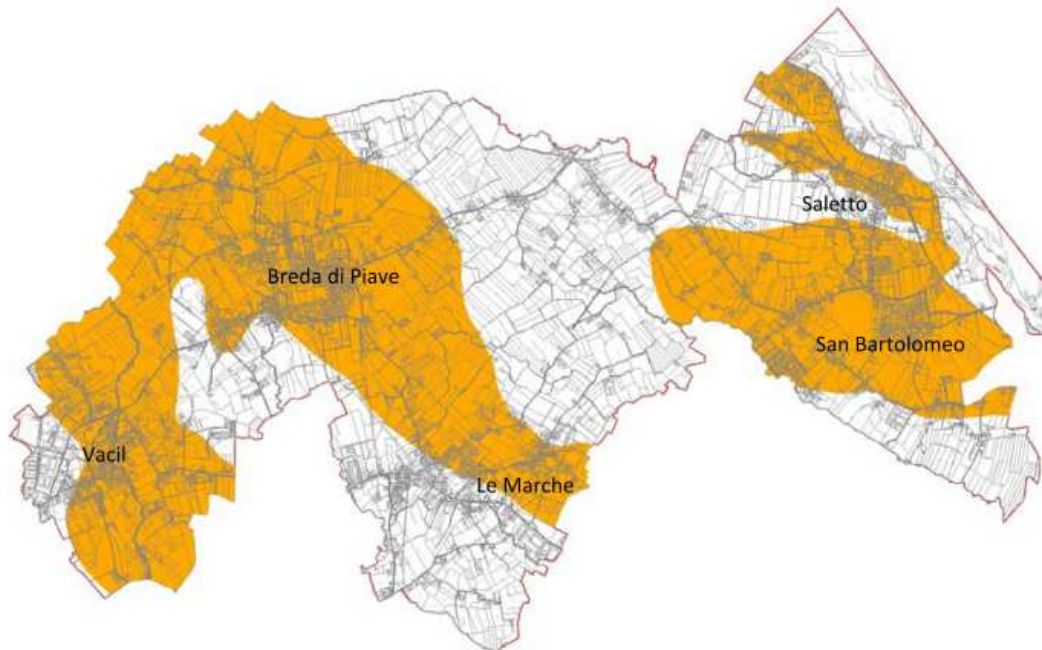 Saletto
Breda di Piave
San Bartolomeo
Vacil
Le Marche